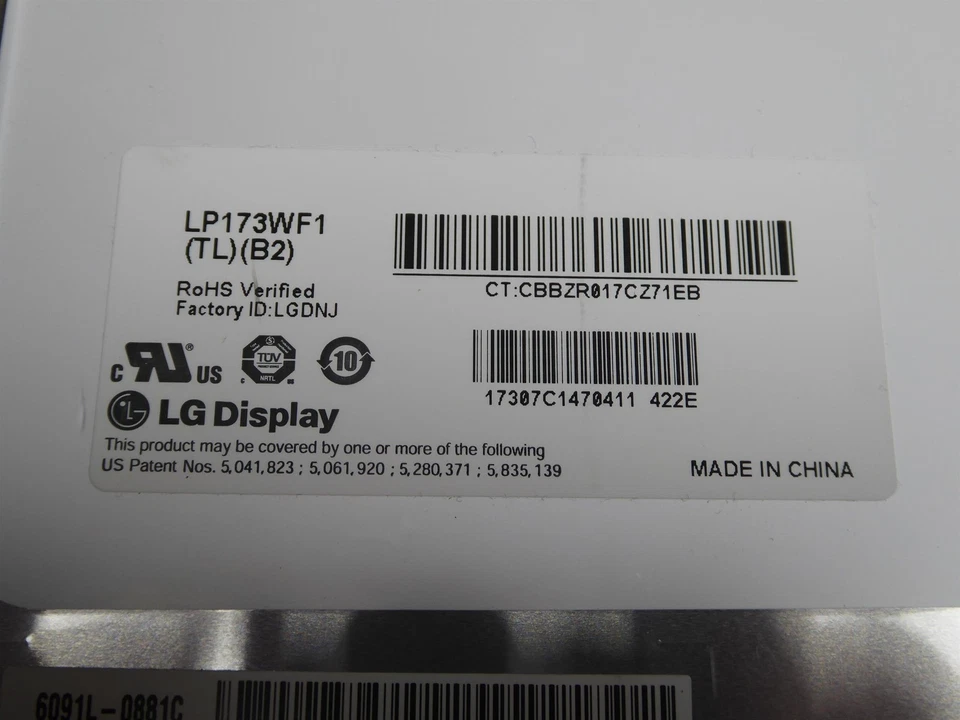 LP173WF1
(TL)(B2)
RoHS Verified
Factory ID:LGDNJ
CT:CBBZR017CZ71EB
17307C1470411 422E
c RU ® US
TÜV
NRTL
10
LG Display
This product may be covered by one or more of the following
US Patent Nos. 5,041,823 ; 5,061,920 ; 5,280,371 ; 5,835,139
MADE IN CHINA
6091L-0881C